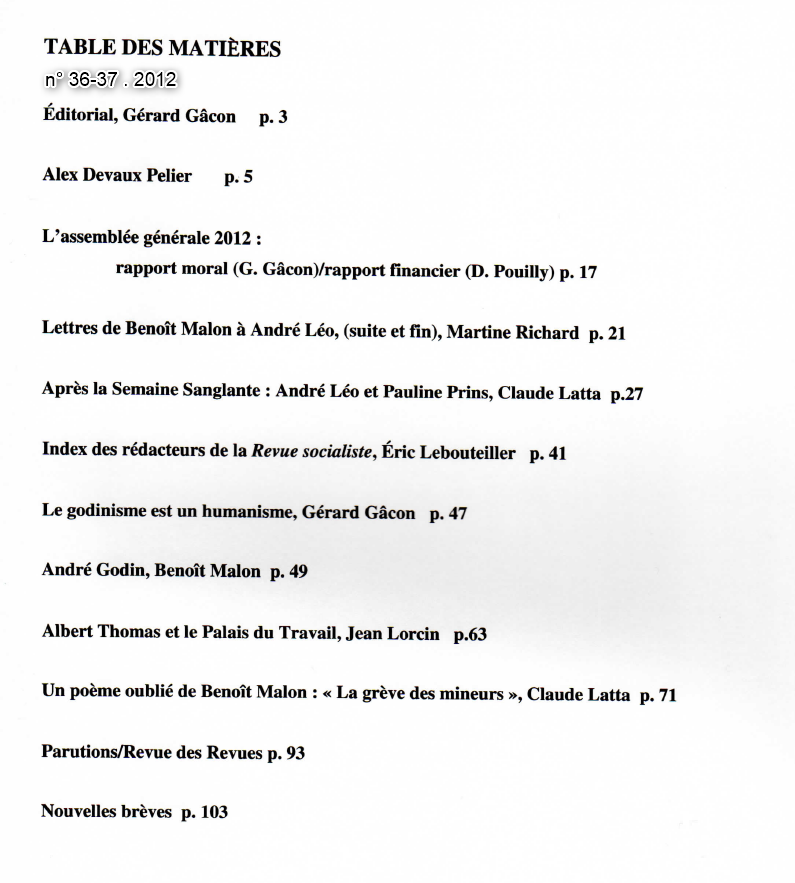 TABLE DES MATIÈRES
n° 36-37 . 2012
Éditorial, Gérard Gâcon p. 3
Alex Devaux Pelier p. 5
L'assemblée générale 2012 :
rapport moral (G. Gâcon)/rapport financier (D. Pouilly) p. 17
Lettres de Benoît Malon à André Léo, (suite et fin), Martine Richard p. 21
Après la Semaine Sanglante : André Léo et Pauline Prins, Claude Latta p.27
Index des rédacteurs de la Revue socialiste, Éric Lebouteiller p. 41
Le godinisme est un humanisme, Gérard Gâcon p. 47
André Godin, Benoît Malon p. 49
Albert Thomas et le Palais du Travail, Jean Lorcin p.63
Un poème oublié de Benoît Malon : « La grève des mineurs », Claude Latta p. 71
Parutions/Revue des Revues p. 93
Nouvelles brèves p. 103